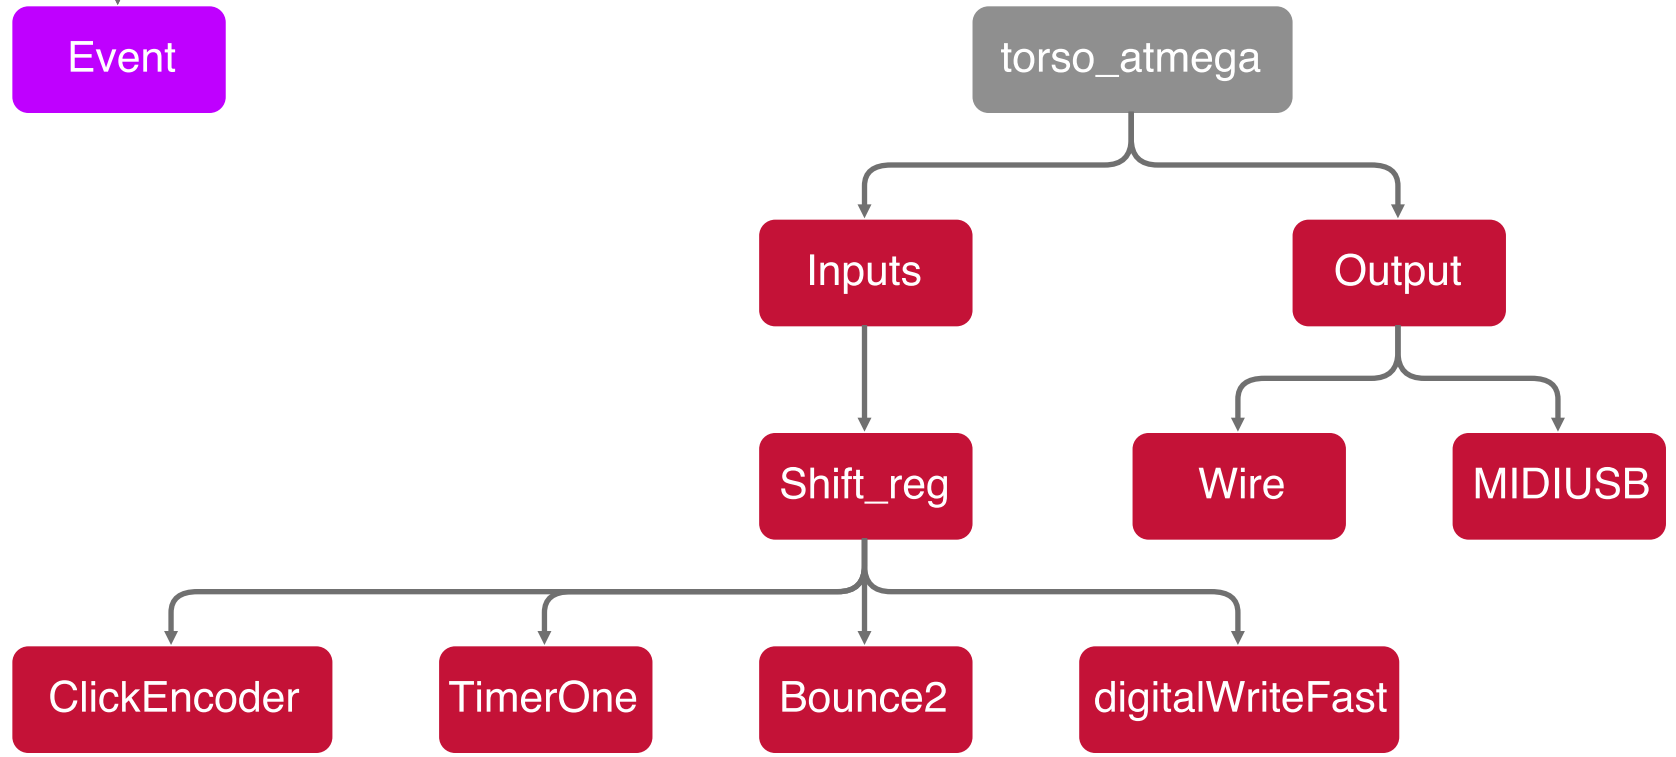 Event
torso_atmega
Inputs
Output
Shift_reg
Wire
MIDIUSB
ClickEncoder
TimerOne
Bounce2
digitalWriteFast